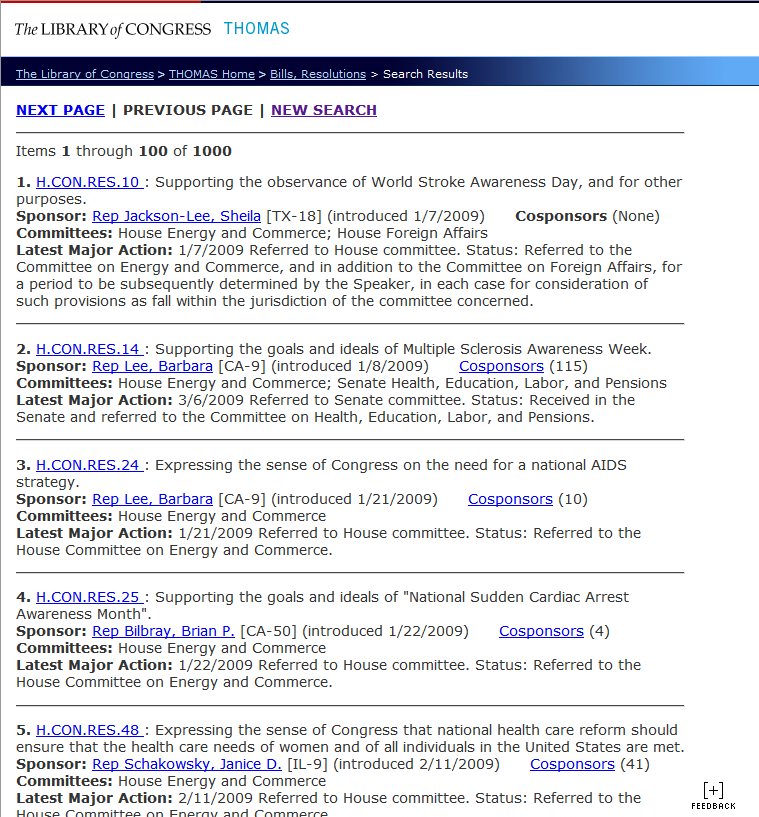 The LIBRARY of CONGRESS THOMAS
The Library of Congress > THOMAS Home > Bills, Resolutions > Search Results
NEXT PAGE | PREVIOUS PAGE | NEW SEARCH
Items 1 through 100 of 1000
1. H.CON.RES.10 : Supporting the observance of World Stroke Awareness Day, and for other
purposes.
Sponsor: Rep Jackson-Lee, Sheila [TX-18] (introduced 1/7/2009) Cosponsors (None)
Committees: House Energy and Commerce; House Foreign Affairs
Latest Major Action: 1/7/2009 Referred to House committee. Status: Referred to the
Committee on Energy and Commerce, and in addition to the Committee on Foreign Affairs, for
a period to be subsequently determined by the Speaker, in each case for consideration of
such provisions as fall within the jurisdiction of the committee concerned.
2. H.CON.RES.14 : Supporting the goals and ideals of Multiple Sclerosis Awareness Week.
Sponsor: Rep Lee, Barbara [CA-9] (introduced 1/8/2009) Cosponsors (115)
Committees: House Energy and Commerce; Senate Health, Education, Labor, and Pensions
Latest Major Action: 3/6/2009 Referred to Senate committee. Status: Received in the
Senate and referred to the Committee on Health, Education, Labor, and Pensions.
3. H.CON.RES.24 : Expressing the sense of Congress on the need for a national AIDS
strategy.
Sponsor: Rep Lee, Barbara [CA-9] (introduced 1/21/2009) Cosponsors (10)
Committees: House Energy and Commerce
Latest Major Action: 1/21/2009 Referred to House committee. Status: Referred to the
House Committee on Energy and Commerce.
4. H.CON.RES.25 : Supporting the goals and ideals of "National Sudden Cardiac Arrest
Awareness Month".
Sponsor: Rep Bilbray, Brian P. [CA-50] (introduced 1/22/2009) Cosponsors (4)
Committees: House Energy and Commerce
Latest Major Action: 1/22/2009 Referred to House committee. Status: Referred to the
House Committee on Energy and Commerce.
5. H.CON.RES.48 : Expressing the sense of Congress that national health care reform should
ensure that the health care needs of women and of all individuals in the United States are met.
Sponsor: Rep Schakowsky, Janice D. [IL-9] (introduced 2/11/2009) Cosponsors (41)
Committees: House Energy and Commerce
Latest Major Action: 2/11/2009 Referred to House committee. Status: Referred to the
House Committee on Energy and Commerce.
[+]
FEEDBACK